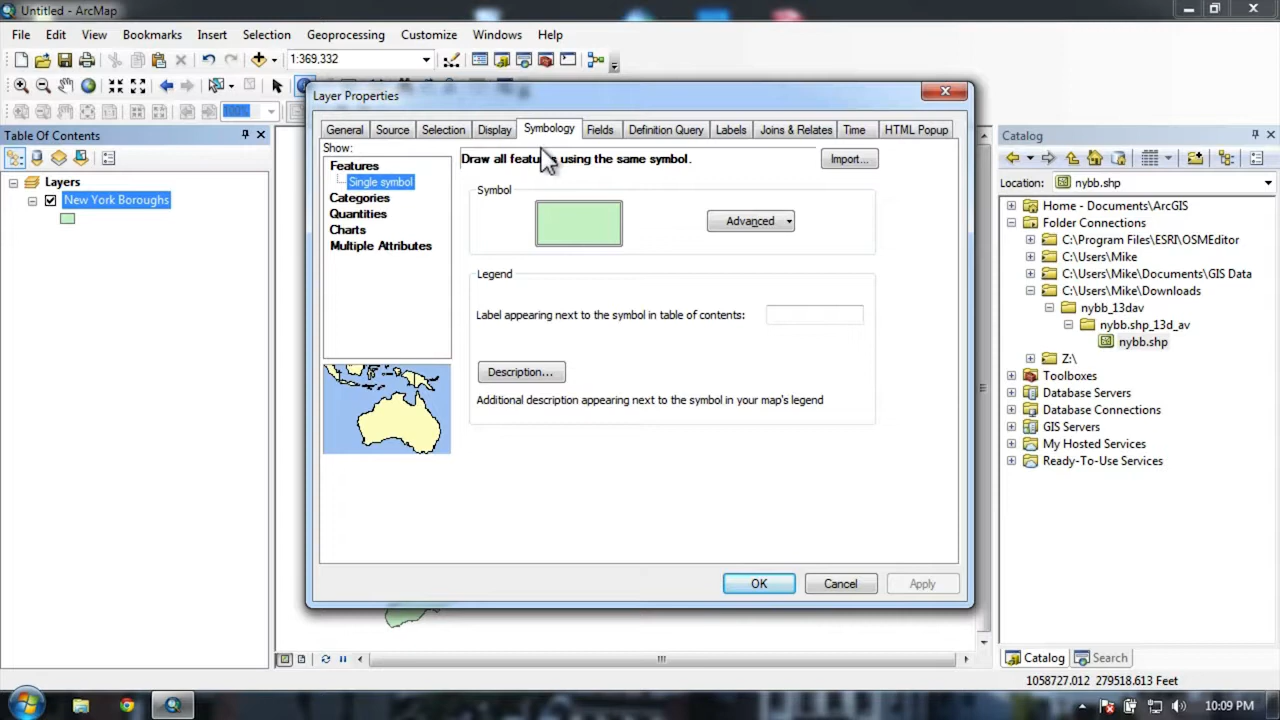 Untitled - ArcMap
File Edit View Bookmarks Insert Selection Geoprocessing Customize Windows Help
1:369,332
100%
Table Of Contents
Layers
New York Boroughs
Layer Properties
General Source Selection Display Symbology Fields Definition Query Labels Joins & Relates Time HTML Popup
Show:
Features
Single symbol
Categories
Quantities
Charts
Multiple Attributes
Draw all features using the same symbol.
Import...
Symbol
Advanced
Legend
Label appearing next to the symbol in table of contents:
Description...
Additional description appearing next to the symbol in your map's legend
OK Cancel Apply
Catalog
Location: nybb.shp
Home - Documents\ArcGIS
Folder Connections
C:\Program Files\ESRI\OSMEditor
C:\Users\Mike
C:\Users\Mike\Documents\GIS Data
C:\Users\Mike\Downloads
nybb_13dav
nybb.shp_13d_av
nybb.shp
Z:\
Toolboxes
Database Servers
Database Connections
GIS Servers
My Hosted Services
Ready-To-Use Services
Catalog Search
1058727.012 279518.613 Feet
10:09 PM